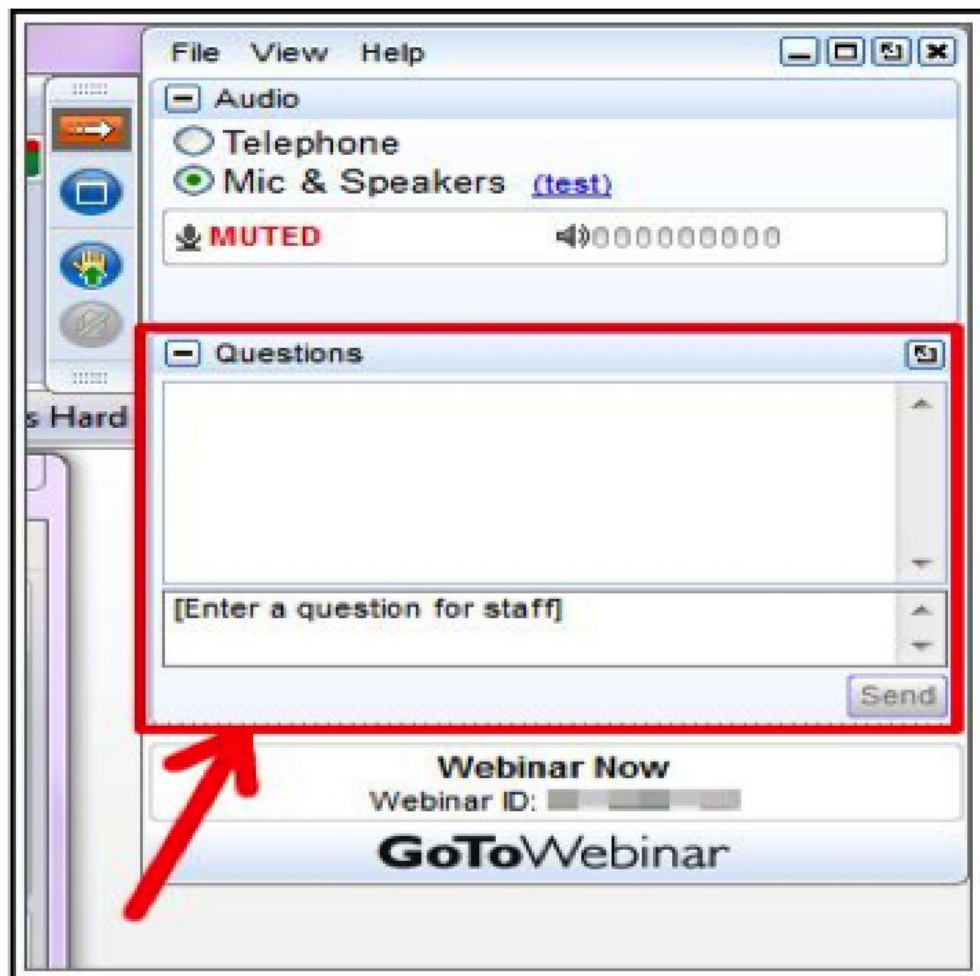 File View Help
Audio
Telephone
Mic & Speakers (test)
MUTED
Questions
s Hard
[Enter a question for staff]
Send
Webinar Now
Webinar ID:
GoToWebinar